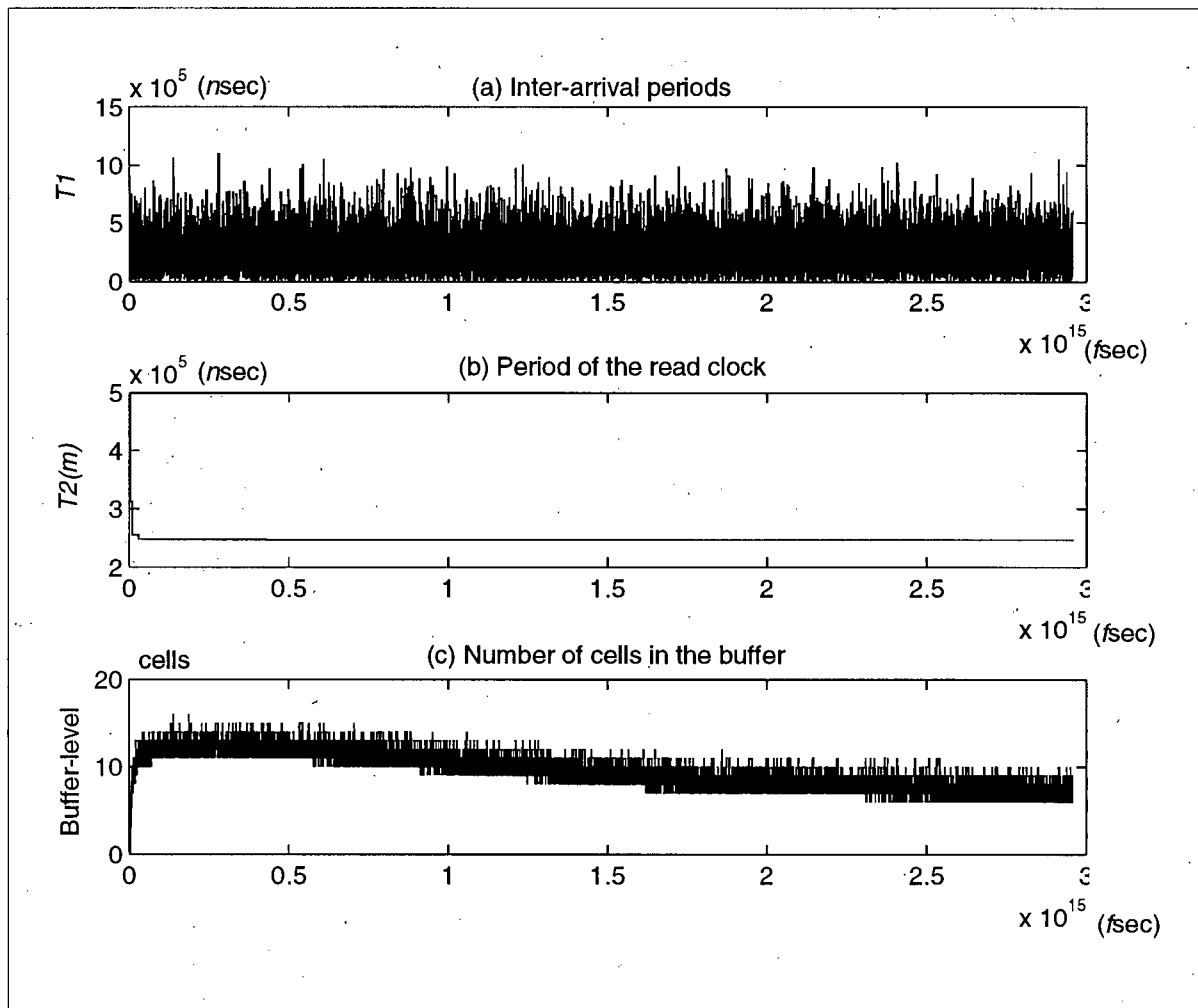 x 10^5 (nsec) (a) Inter-arrival periods
15
10
5
0
T1
0 0.5 1 1.5 2 2.5 3
x 10^15 (fsec)
x 10^5 (nsec) (b) Period of the read clock
5
4
3
2
T2(m)
0 0.5 1 1.5 2 2.5 3
x 10^15 (fsec)
cells (c) Number of cells in the buffer
20
10
0
Buffer-level
0 0.5 1 1.5 2 2.5 3
x 10^15 (fsec)